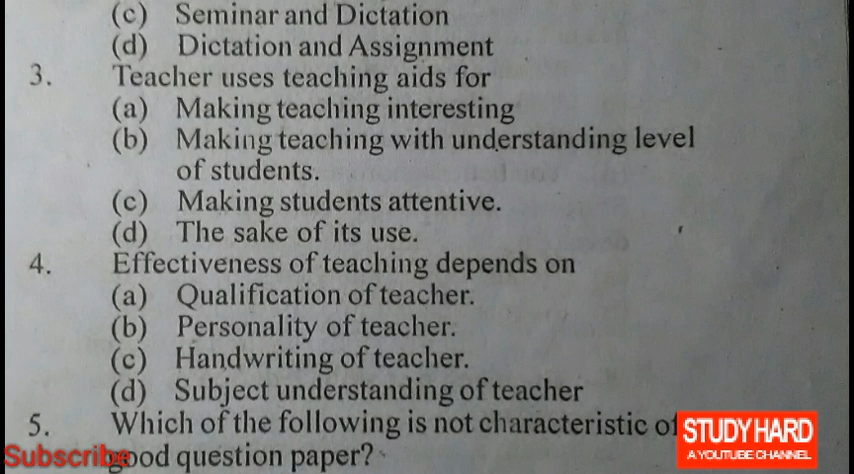 (c) Seminar and Dictation
(d) Dictation and Assignment
3. Teacher uses teaching aids for
(a) Making teaching interesting
(b) Making teaching with understanding level
of students.
(c) Making students attentive.
(d) The sake of its use.
4. Effectiveness of teaching depends on
(a) Qualification of teacher.
(b) Personality of teacher.
(c) Handwriting of teacher.
(d) Subject understanding of teacher
5. Which of the following is not characteristic of
good question paper?
Subscribe
STUDY HARD
A YOUTUBE CHANNEL